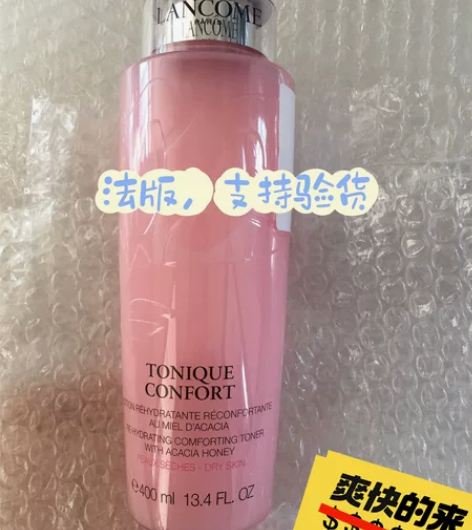 LANCOME
LANCOME
法版，支持验货
TONIQUE
CONFORT
LOTION RÉHYDRATANTE RÉCONFORTANTE
AU MIEL D'ACACIA
RE-HYDRATING COMFORTING TONER
WITH ACACIA HONEY
PEAUX SÈCHES - DRY SKIN
e400 ml 13.4 FL. OZ
爽快的来
$$$